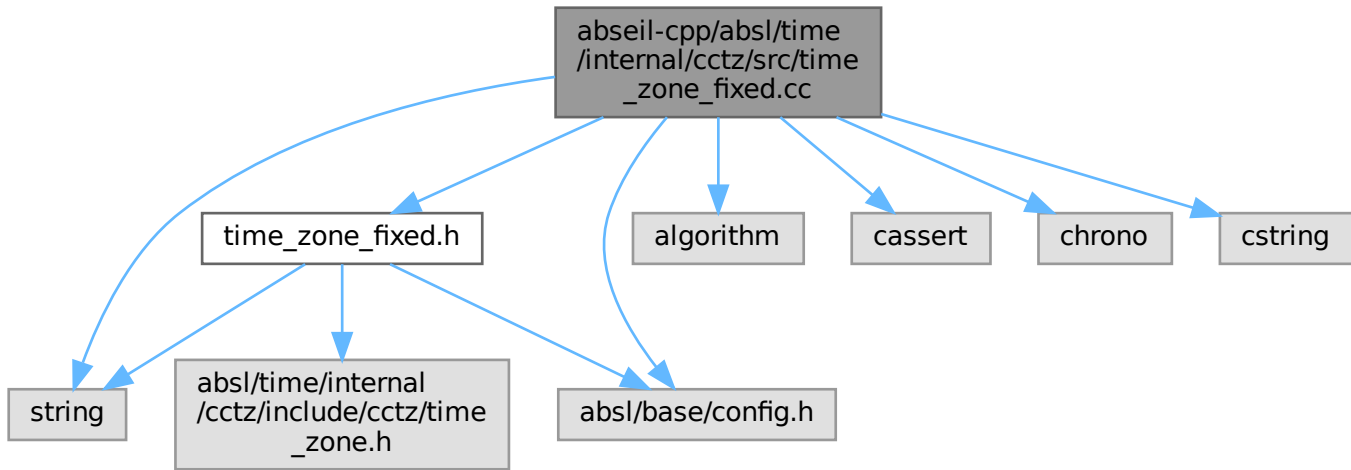 abseil-cpp/absl/time
/internal/cctz/src/time
_zone_fixed.cc
time_zone_fixed.h
algorithm
cassert
chrono
cstring
string
absl/time/internal
/cctz/include/cctz/time
_zone.h
absl/base/config.h